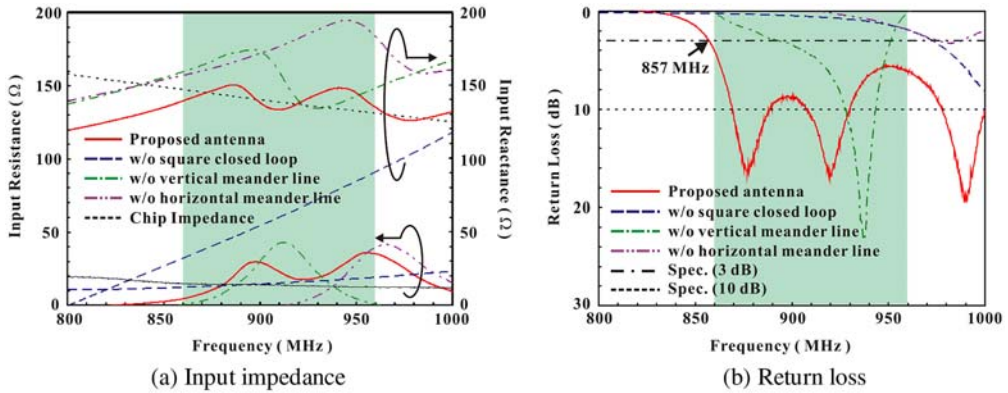 200
150
100
50
0
Input Resistance ( Ω )
200
150
100
50
0
Input Reactance ( Ω )
Proposed antenna
w/o square closed loop
w/o vertical meander line
w/o horizontal meander line
Chip Impedance
800 850 900 950 1000
Frequency ( MHz )
(a) Input impedance
0
10
20
30
Return Loss ( dB )
857 MHz
Proposed antenna
w/o square closed loop
w/o vertical meander line
w/o horizontal meander line
Spec. (3 dB)
Spec. (10 dB)
800 850 900 950 1000
Frequency ( MHz )
(b) Return loss